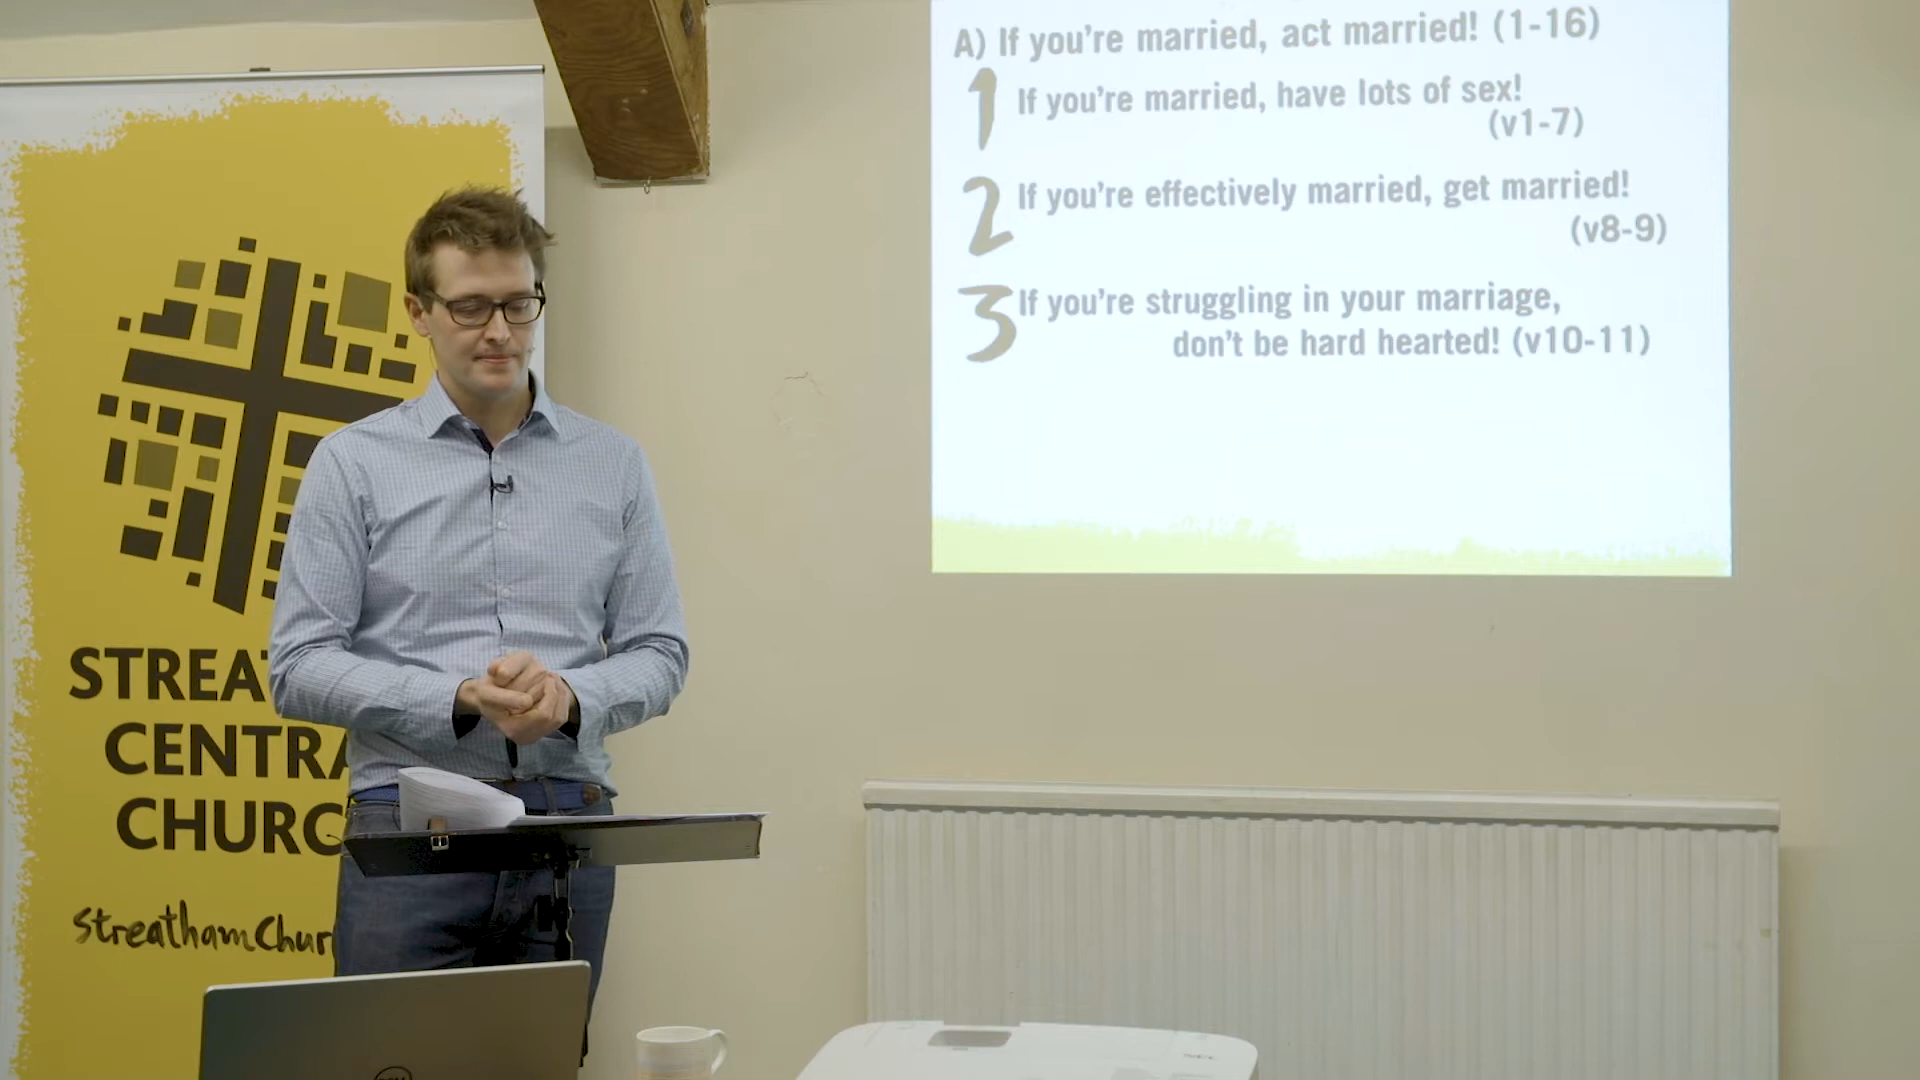 A) If you're married, act married! (1-16)
1 If you're married, have lots of sex!
(v1-7)
2 If you're effectively married, get married!
(v8-9)
3 If you're struggling in your marriage,
don't be hard hearted! (v10-11)
CENTRA
CHURC